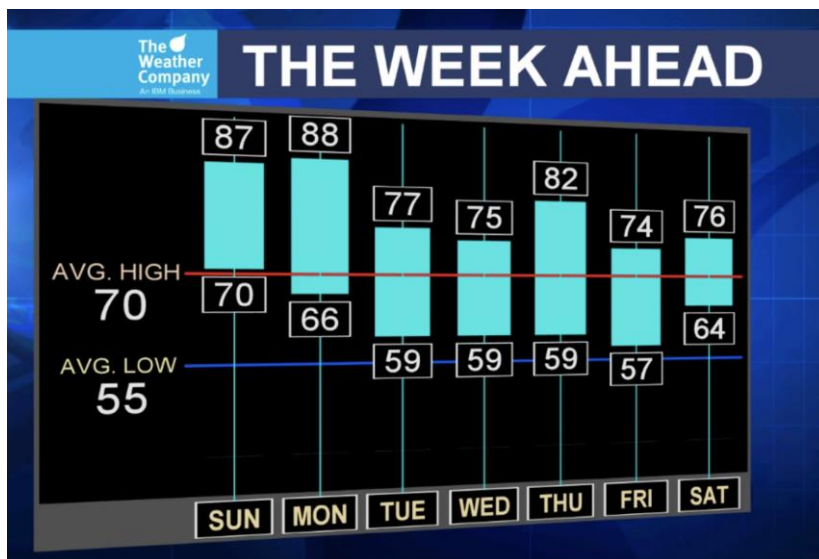 The
Weather
Company
An IBM Business
THE WEEK AHEAD
87
88
77
75
82
74
76
AVG. HIGH
70
70
66
64
AVG. LOW
55
59
59
59
57
SUN
MON
TUE
WED
THU
FRI
SAT